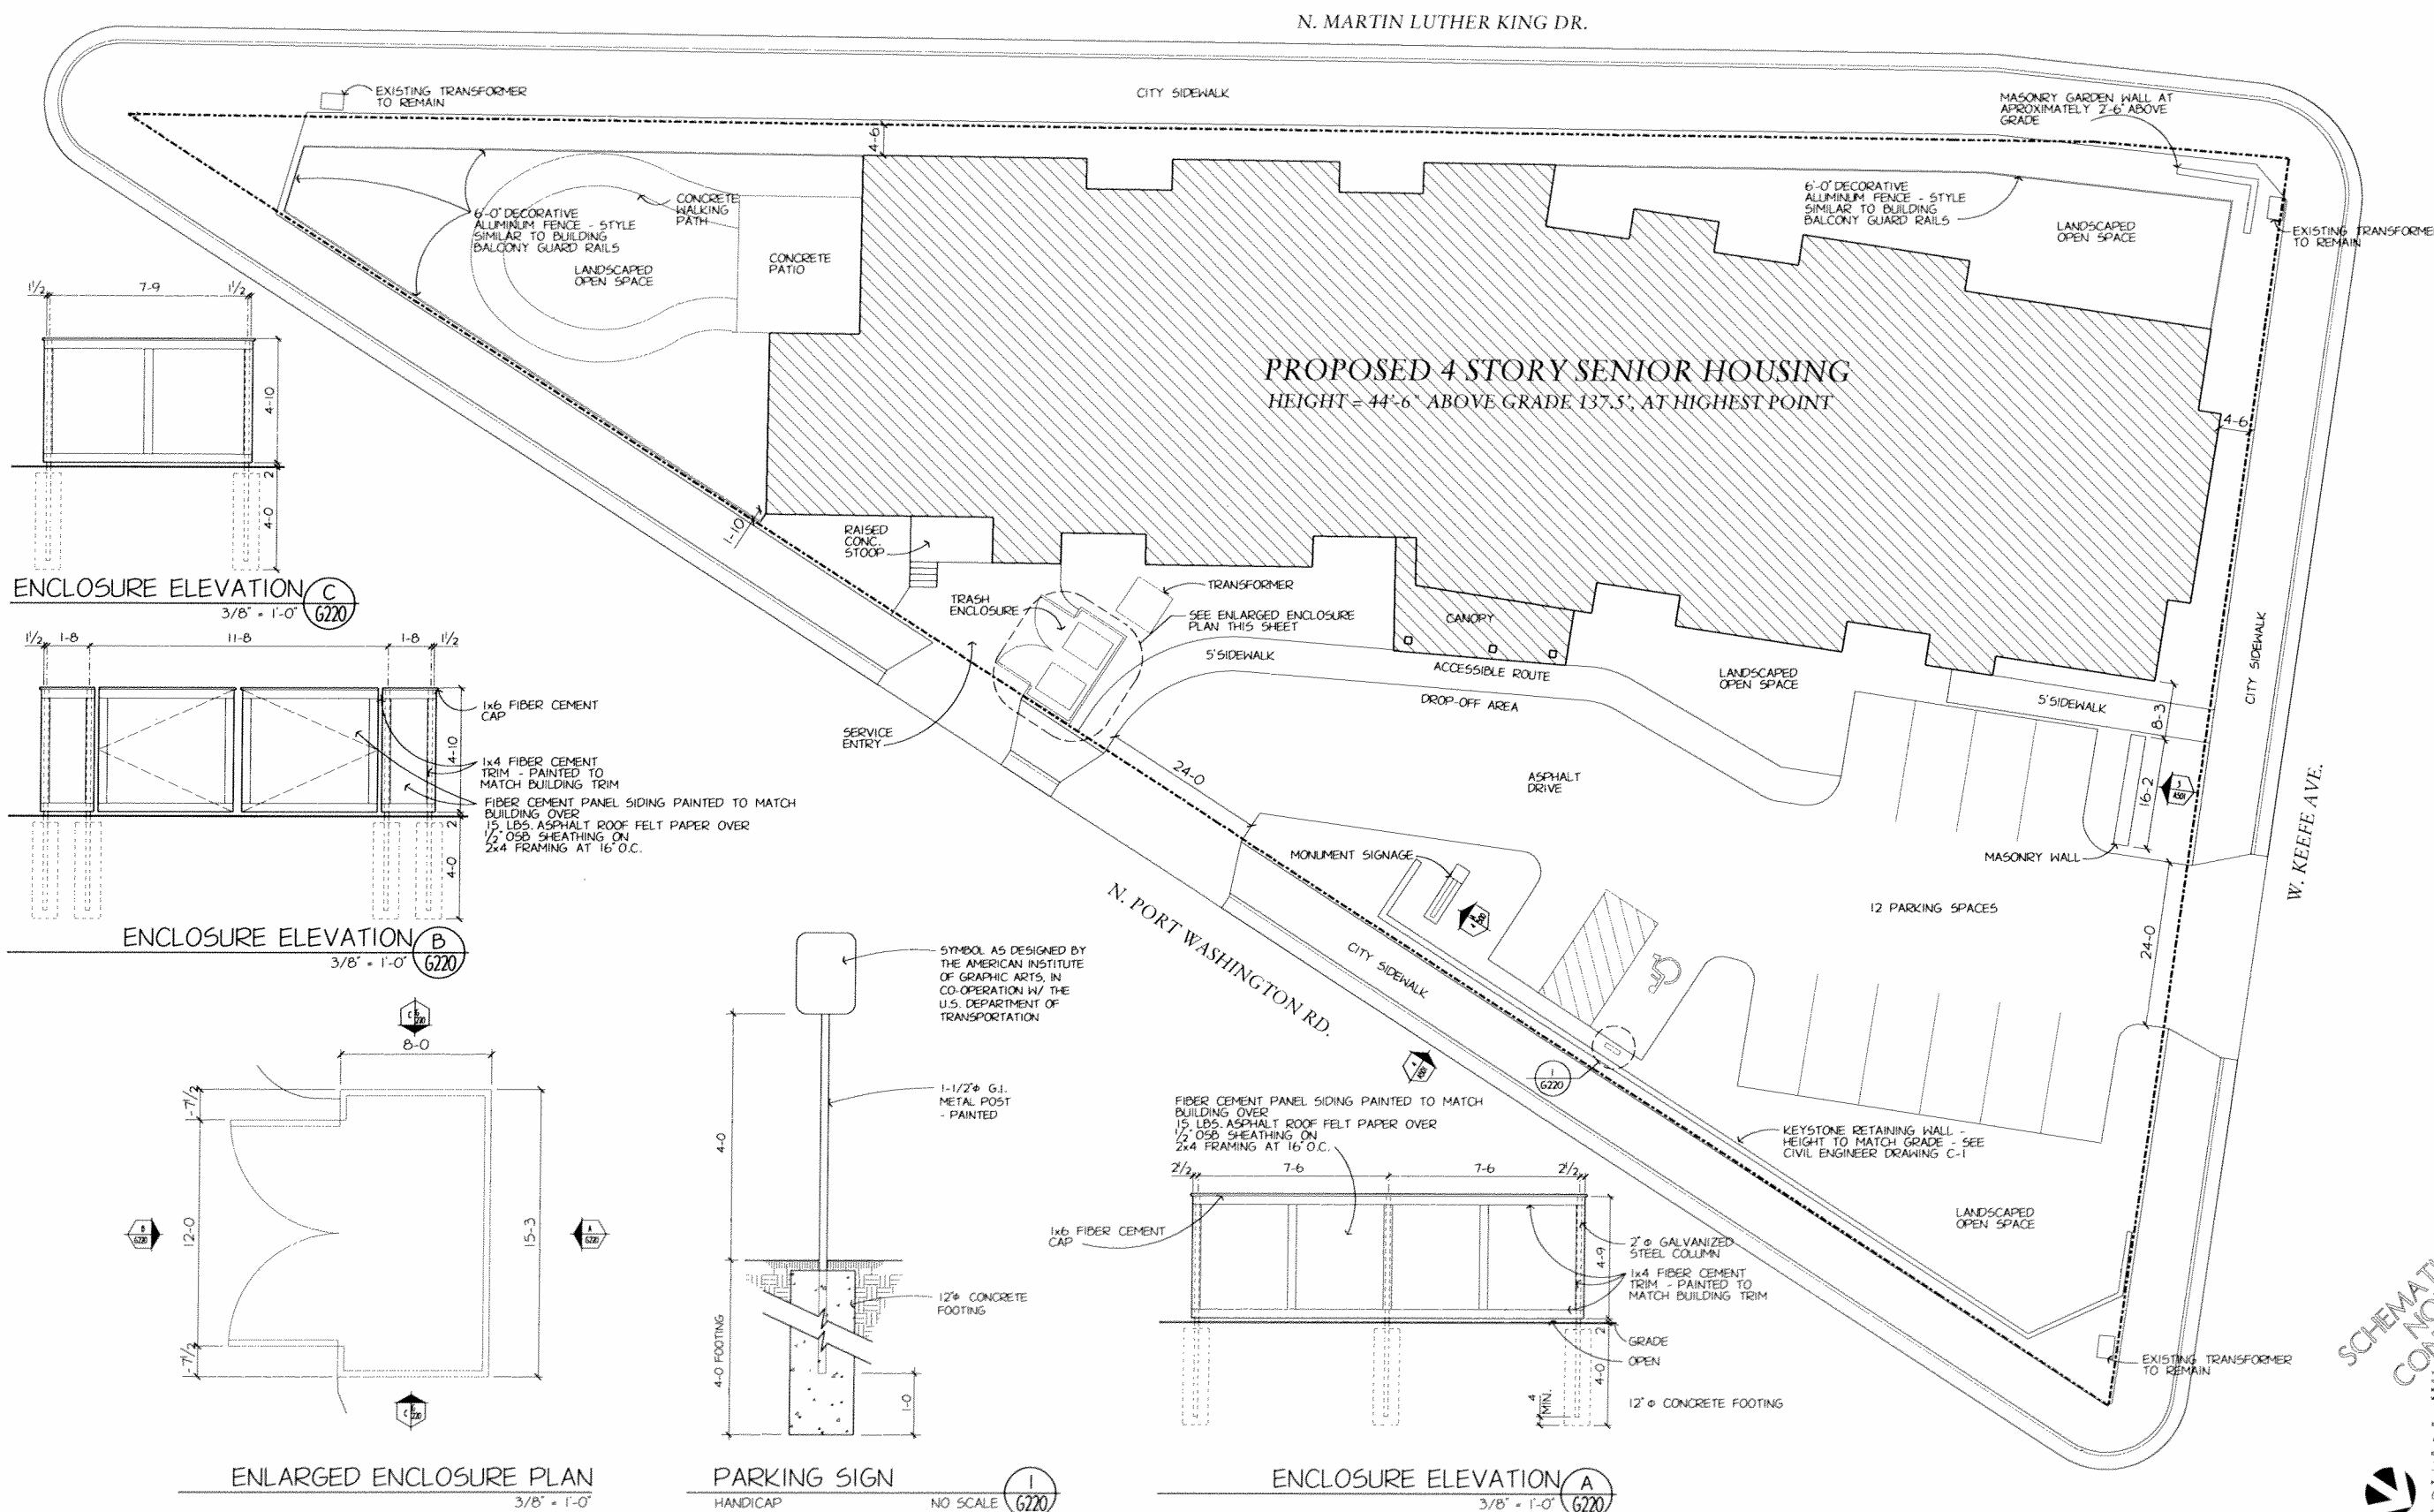 N. MARTIN LUTHER KING DR.
EXISTING TRANSFORMER
TO REMAIN
CITY SIDEWALK
MASONRY GARDEN WALL AT
APROXIMATELY 2'-6" ABOVE
GRADE
4-6
6'-0" DECORATIVE
ALUMINUM FENCE - STYLE
SIMILAR TO BUILDING
BALCONY GUARD RAILS
CONCRETE
WALKING
PATH
LANDSCAPED
OPEN SPACE
CONCRETE
PATIO
6'-0" DECORATIVE
ALUMINUM FENCE - STYLE
SIMILAR TO BUILDING
BALCONY GUARD RAILS
LANDSCAPED
OPEN SPACE
EXISTING TRANSFORME
TO REMAIN
PROPOSED 4 STORY SENIOR HOUSING
HEIGHT = 44'-6" ABOVE GRADE 137.5', AT HIGHEST POINT
4-6
1-10
RAISED
CONC.
STOOP
TRASH
ENCLOSURE
TRANSFORMER
SEE ENLARGED ENCLOSURE
PLAN THIS SHEET
CANOPY
5' SIDEWALK
ACCESSIBLE ROUTE
DROP-OFF AREA
LANDSCAPED
OPEN SPACE
5' SIDEWALK
8-3
CITY SIDEWALK
SERVICE
ENTRY
24-0
ASPHALT
DRIVE
16-2
3
A501
W. KEEFE AVE.
MONUMENT SIGNAGE
MASONRY WALL
12 PARKING SPACES
24-0
N. PORT WASHINGTON RD.
CITY SIDEWALK
1
G220
KEYSTONE RETAINING WALL -
HEIGHT TO MATCH GRADE - SEE
CIVIL ENGINEER DRAWING C-1
LANDSCAPED
OPEN SPACE
EXISTING TRANSFORMER
TO REMAIN
1 1/2
7-9
1 1/2
4-10
2
4-0
ENCLOSURE ELEVATION
C
G220
3/8" = 1'-0"
1 1/2
1-8
11-8
1-8
1 1/2
1x6 FIBER CEMENT
CAP
4-10
1x4 FIBER CEMENT
TRIM - PAINTED TO
MATCH BUILDING TRIM
FIBER CEMENT PANEL SIDING PAINTED TO MATCH
BUILDING OVER
15 LBS. ASPHALT ROOF FELT PAPER OVER
1/2" OSB SHEATHING ON
2x4 FRAMING AT 16" O.C.
2
4-0
ENCLOSURE ELEVATION
B
G220
3/8" = 1'-0"
8-0
-7 1/2
12-0
-7 1/2
15-3
B
G220
A
G220
ENLARGED ENCLOSURE PLAN
3/8" = 1'-0"
SYMBOL AS DESIGNED BY
THE AMERICAN INSTITUTE
OF GRAPHIC ARTS, IN
CO-OPERATION W/ THE
U.S. DEPARTMENT OF
TRANSPORTATION
1-1/2"Φ G.I.
METAL POST
- PAINTED
4-0
12"Φ CONCRETE
FOOTING
4-0 FOOTING
1-0
PARKING SIGN
HANDICAP
NO SCALE
1
G220
FIBER CEMENT PANEL SIDING PAINTED TO MATCH
BUILDING OVER
15 LBS. ASPHALT ROOF FELT PAPER OVER
1/2" OSB SHEATHING ON
2x4 FRAMING AT 16" O.C.
2 1/2
7-6
7-6
2 1/2
1x6 FIBER CEMENT
CAP
2" Φ GALVANIZED
STEEL COLUMN
4-9
1x4 FIBER CEMENT
TRIM - PAINTED TO
MATCH BUILDING TRIM
2
GRADE
OPEN
4-0
4
MIN.
12" Φ CONCRETE FOOTING
ENCLOSURE ELEVATION
A
G220
3/8" = 1'-0"
SCHEMATI
NO
CON